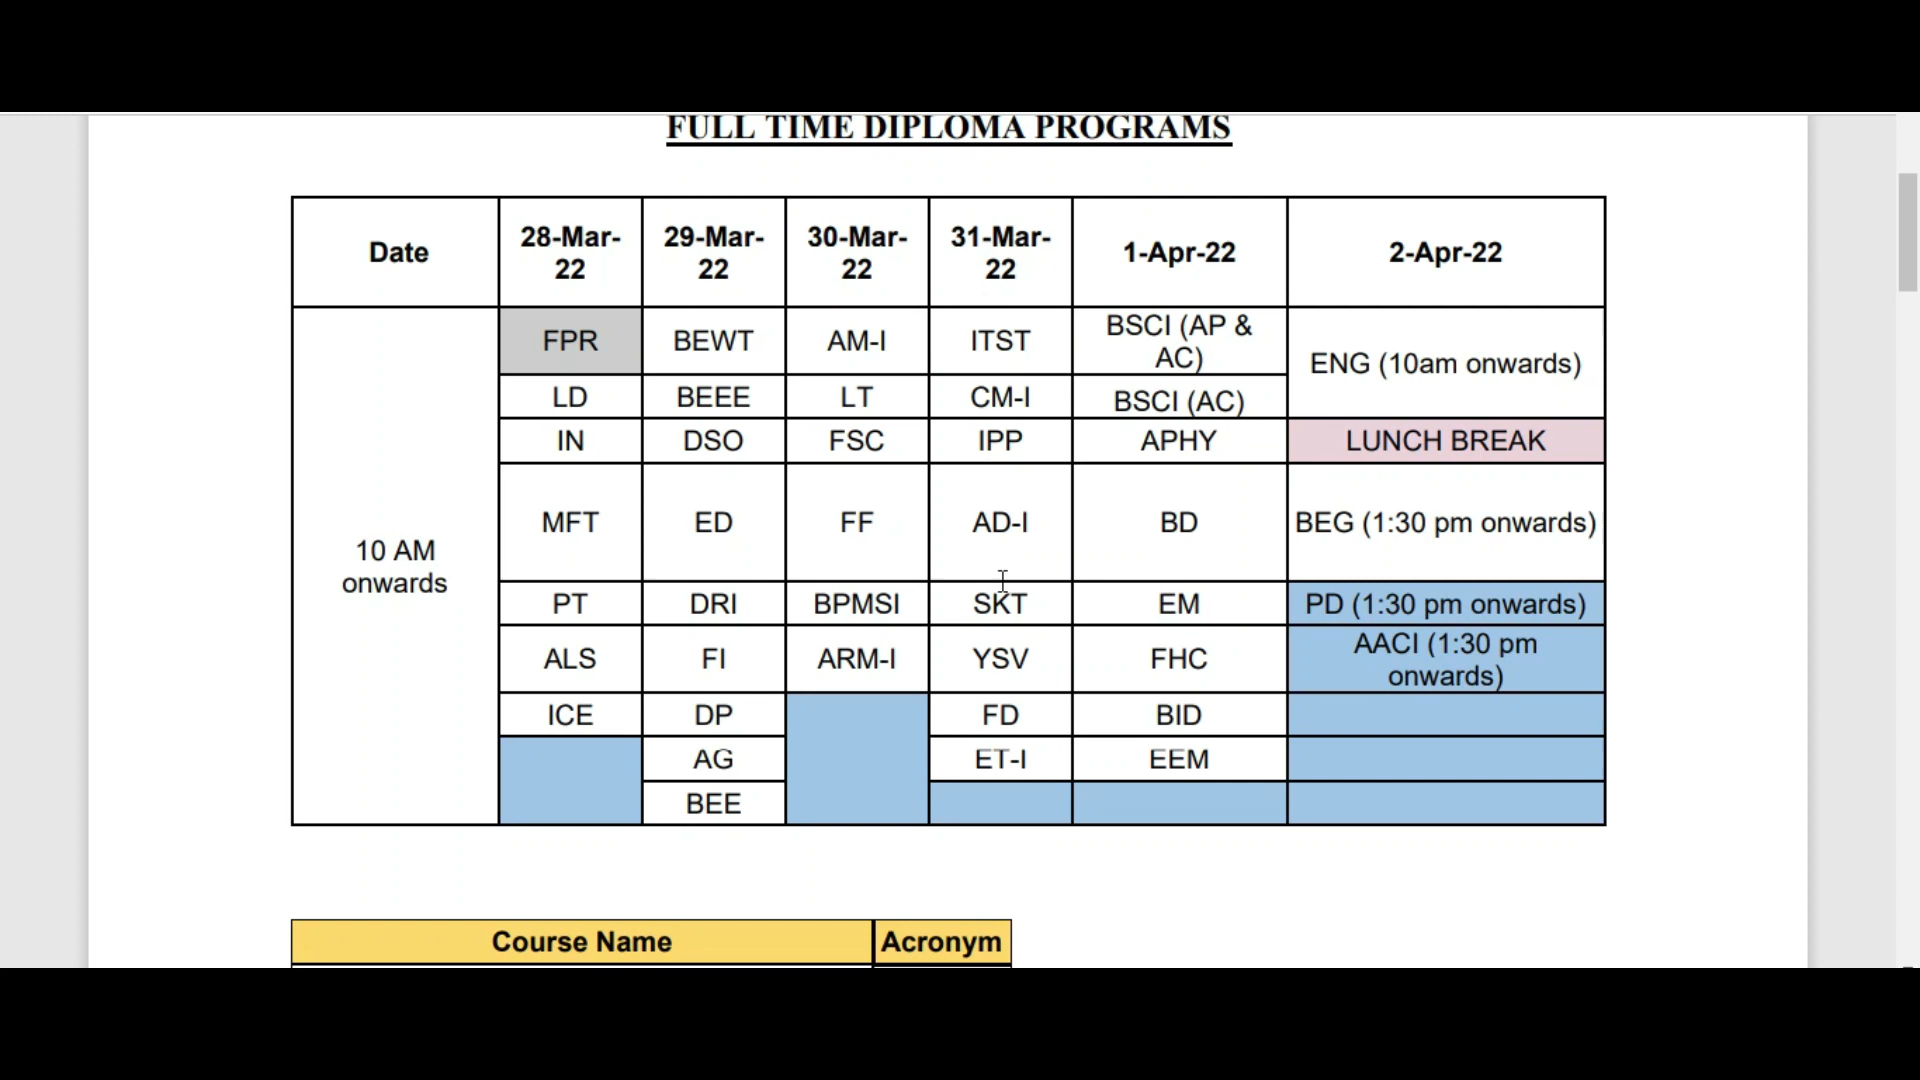 FULL TIME DIPLOMA PROGRAMS
Date
28-Mar-
22
29-Mar-
22
30-Mar-
22
31-Mar-
22
1-Apr-22
2-Apr-22
10 AM
onwards
FPR
BEWT
AM-I
ITST
BSCI (AP &
AC)
ENG (10am onwards)
LD
BEEE
LT
CM-I
BSCI (AC)
IN
DSO
FSC
IPP
APHY
LUNCH BREAK
MFT
ED
FF
AD-I
BD
BEG (1:30 pm onwards)
PT
DRI
BPMSI
SKT
EM
PD (1:30 pm onwards)
ALS
FI
ARM-I
YSV
FHC
AACI (1:30 pm
onwards)
ICE
DP
FD
BID
AG
ET-I
EEM
BEE
Course Name
Acronym